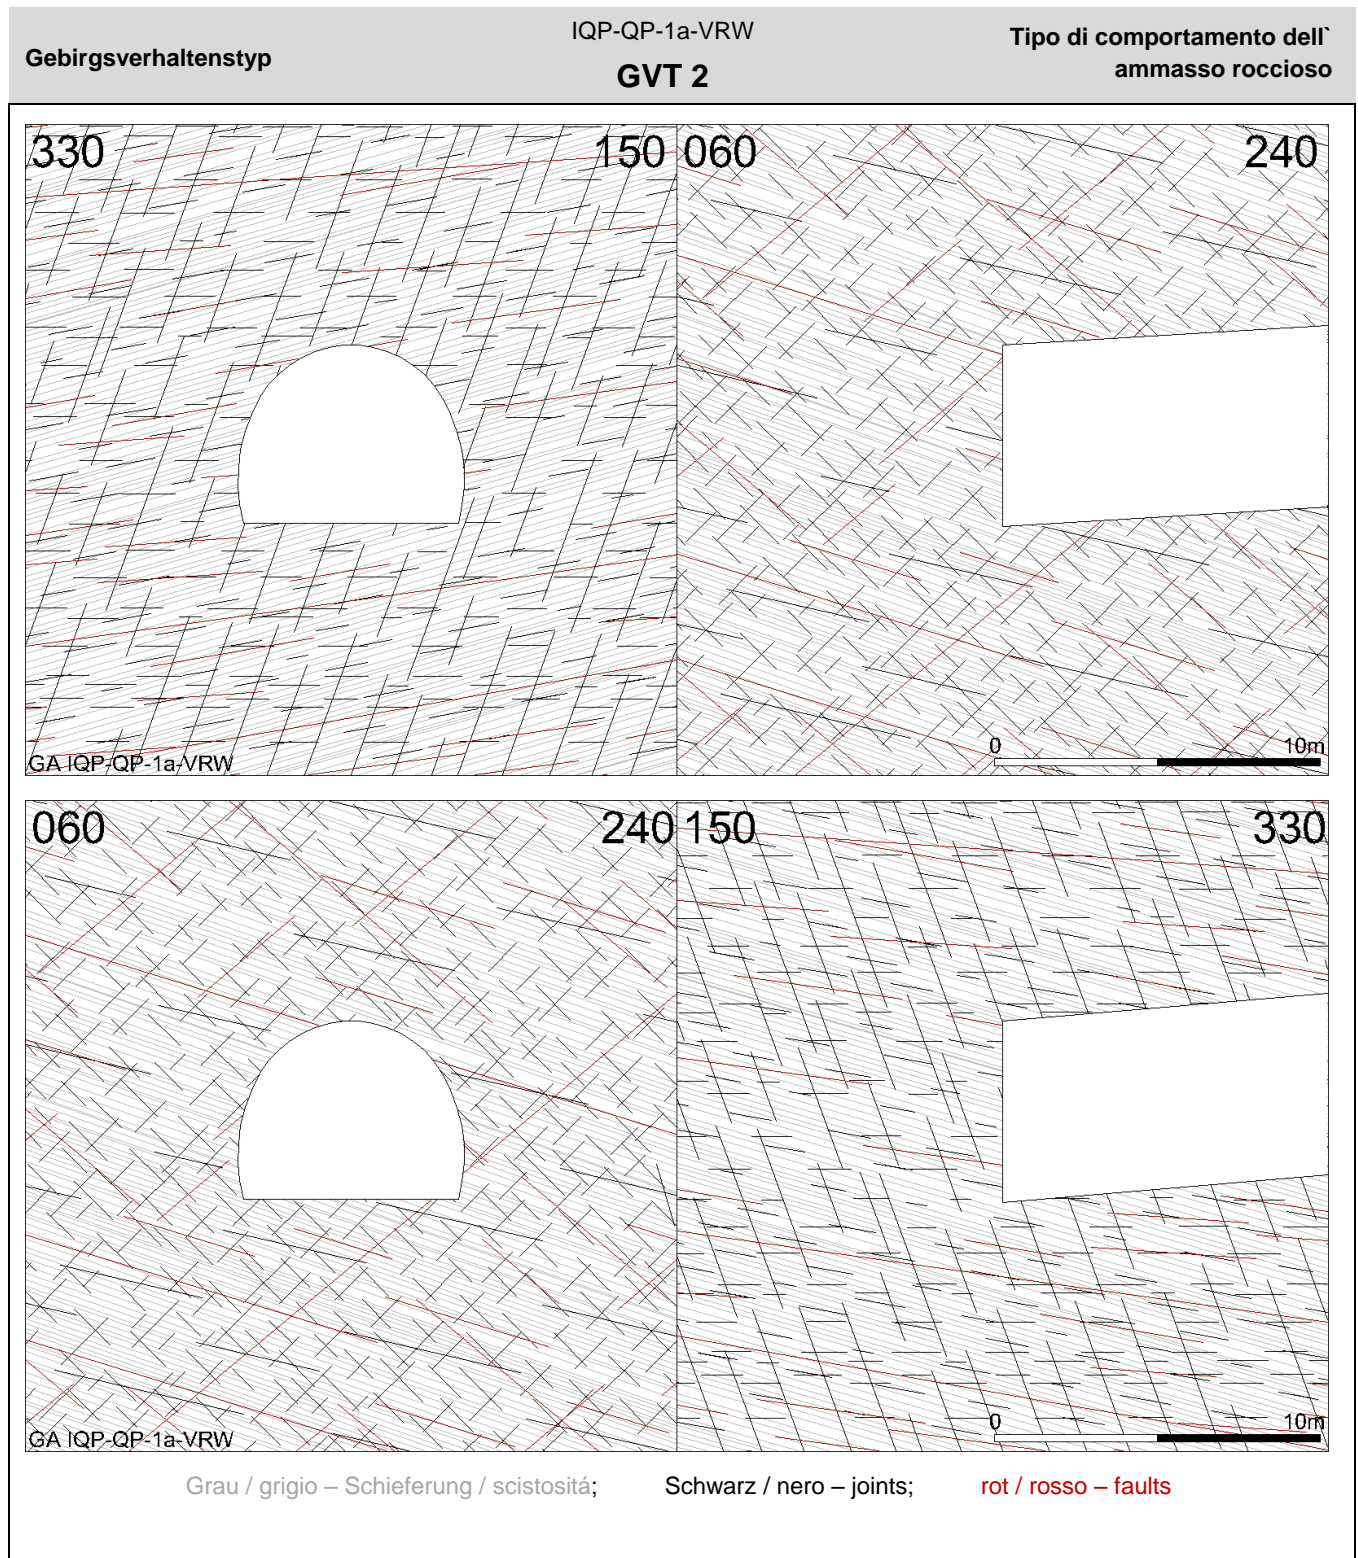 Gebirgsverhaltenstyp
IQP-QP-1a-VRW
GVT 2
Tipo di comportamento dell`
ammasso roccioso
330
150
060
240
0
10m
GA IQP-QP-1a-VRW
060
240
150
330
0
10m
GA IQP-QP-1a-VRW
Grau / grigio – Schieferung / scistositá; Schwarz / nero – joints; rot / rosso – faults